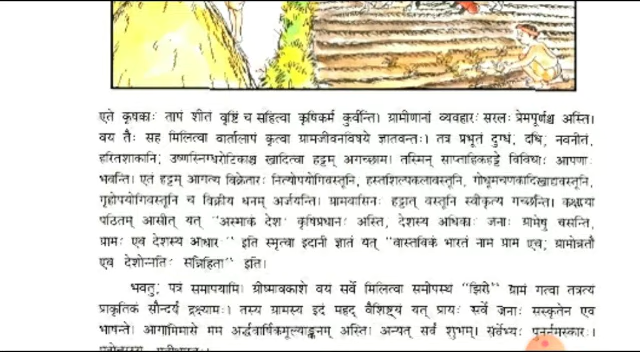 एते कृषकाः तापं शीतं वृष्टिं च सहित्वा कृषिकर्म कुर्वन्ति। ग्रामीणानां व्यवहारः सरलः प्रेमपूर्णश्च अस्ति।
वयं तैः सह मिलित्वा वार्तालापं कृत्वा ग्रामजीवनविषये ज्ञातवन्तः। तत्र प्रभूतं दुग्धं; दधि; नवनीतं,
हरितशाकानि; उष्णस्निग्धरोटिकाश्च खादित्वा हट्टम् अगच्छाम। तस्मिन् साप्ताहिकहट्टे विविधाः आपणाः
भवन्ति। एतं हट्टम् आगत्य विक्रेतारः नित्योपयोगिवस्तूनि, हस्तशिल्पकलावस्तूनि, गोधूमचणकादिखाद्यवस्तूनि,
गृहोपयोगिवस्तूनि च विक्रीय धनम् अर्जयन्ति। ग्रामवासिनः हट्टात् वस्तूनि स्वीकृत्य गच्छन्ति। कक्षायां
पठितम् आसीत् यत् "अस्माकं देशः कृषिप्रधानः अस्ति, देशस्य अधिकाः जनाः ग्रामेषु वसन्ति,
ग्रामः एव देशस्य आधारः" इति स्मृत्वा इदानीं ज्ञातं यत् "वास्तविकं भारतं नाम ग्राम एव; ग्रामोन्नतौ
एव देशोन्नतिः सन्निहिता" इति।
भवतु; पत्रं समापयामि। ग्रीष्मावकाशे वयं सर्वे मिलित्वा समीपस्थं "झिरी" ग्रामं गत्वा तत्रत्यं
प्राकृतिकं सौन्दर्यं द्रक्ष्यामः। तस्य ग्रामस्य इदं महद् वैशिष्ट्यं यत् प्रायः सर्वे जनाः संस्कृतेन एव
भाषन्ते। आगामिमासे मम अर्द्धवार्षिकमूल्याङ्कनम् अस्ति। अन्यत् सर्वं शुभम्। सर्वेभ्यः पुनर्नमस्कारः।